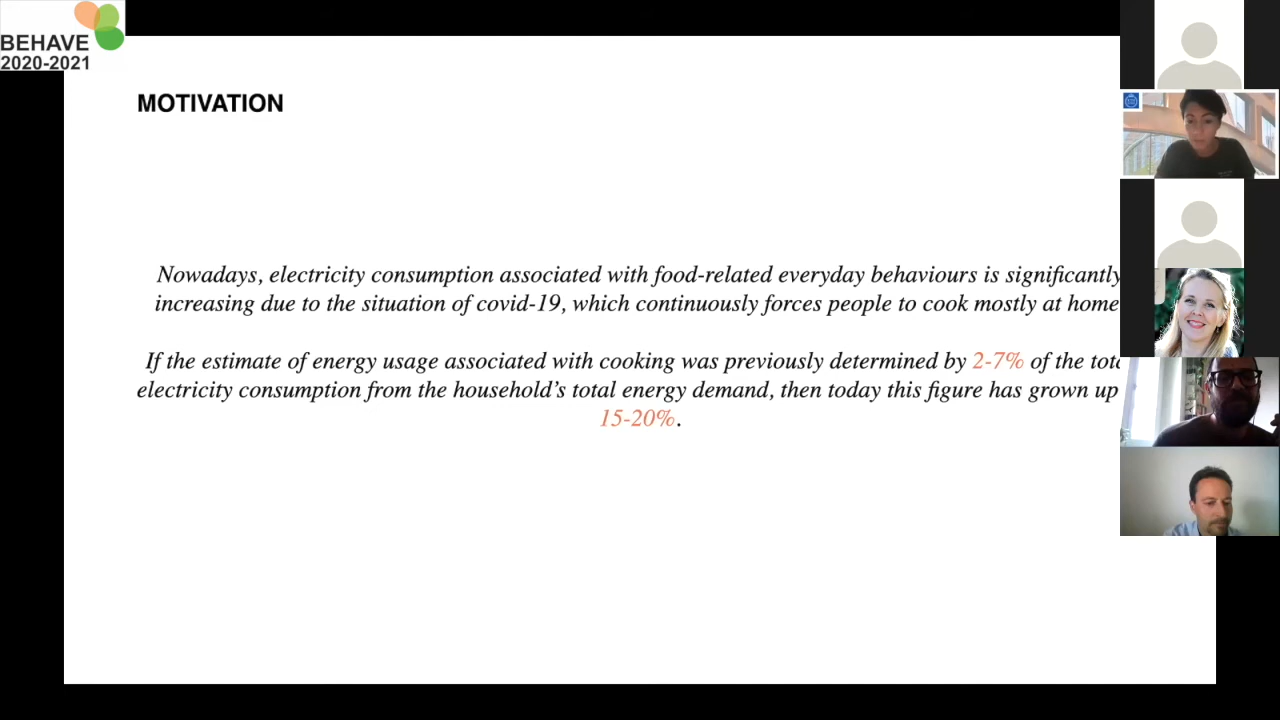 BEHAVE
2020-2021
MOTIVATION
Nowadays, electricity consumption associated with food-related everyday behaviours is significantly
increasing due to the situation of covid-19, which continuously forces people to cook mostly at home
If the estimate of energy usage associated with cooking was previously determined by 2-7% of the
electricity consumption from the household's total energy demand, then today this figure has grown up
15-20%.